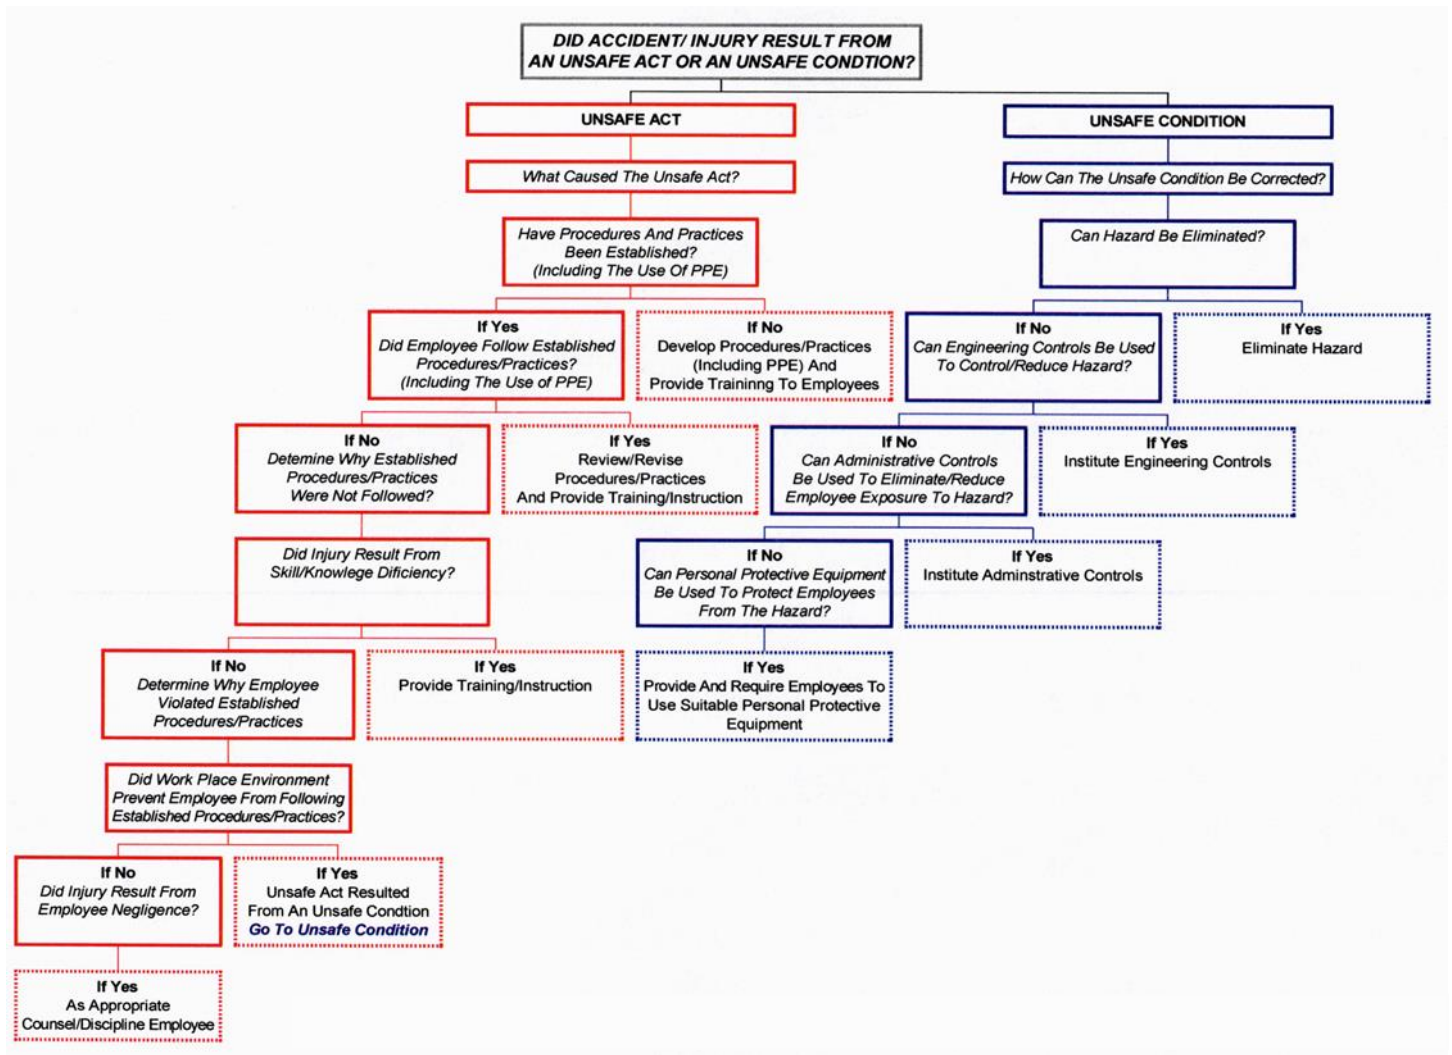 DID ACCIDENT/ INJURY RESULT FROM
AN UNSAFE ACT OR AN UNSAFE CONDTION?
UNSAFE ACT
UNSAFE CONDITION
What Caused The Unsafe Act?
How Can The Unsafe Condition Be Corrected?
Have Procedures And Practices
Been Established?
(Including The Use Of PPE)
Can Hazard Be Eliminated?
If Yes
Did Employee Follow Established
Procedures/Practices?
(Including The Use of PPE)
If No
Develop Procedures/Practices
(Including PPE) And
Provide Traininng To Employees
If No
Can Engineering Controls Be Used
To Control/Reduce Hazard?
If Yes
Eliminate Hazard
If No
Detemine Why Established
Procedures/Practices
Were Not Followed?
If Yes
Review/Revise
Procedures/Practices
And Provide Training/Instruction
If No
Can Administrative Controls
Be Used To Eliminate/Reduce
Employee Exposure To Hazard?
If Yes
Institute Engineering Controls
Did Injury Result From
Skill/Knowlege Dificiency?
If No
Can Personal Protective Equipment
Be Used To Protect Employees
From The Hazard?
If Yes
Institute Adminstrative Controls
If No
Determine Why Employee
Violated Established
Procedures/Practices
If Yes
Provide Training/Instruction
If Yes
Provide And Require Employees To
Use Suitable Personal Protective
Equipment
Did Work Place Environment
Prevent Employee From Following
Established Procedures/Practices?
If No
Did Injury Result From
Employee Negligence?
If Yes
Unsafe Act Resulted
From An Unsafe Condtion
Go To Unsafe Condition
If Yes
As Appropriate
Counsel/Discipline Employee